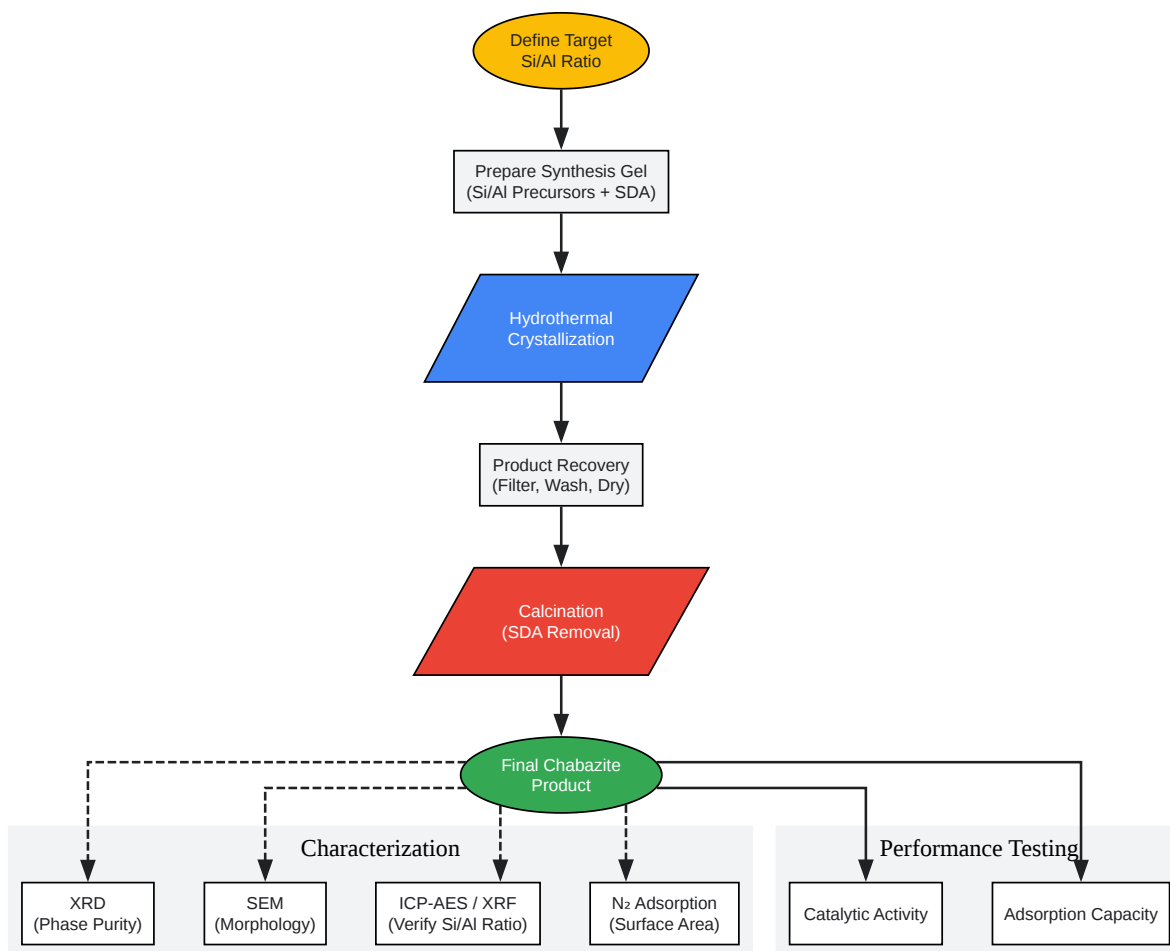 Define Target
Si/Al Ratio
Prepare Synthesis Gel
(Si/Al Precursors + SDA)
Hydrothermal
Crystallization
Product Recovery
(Filter, Wash, Dry)
Calcination
(SDA Removal)
Final Chabazite
Product
Characterization
XRD
(Phase Purity)
SEM
(Morphology)
ICP-AES / XRF
(Verify Si/Al Ratio)
N₂ Adsorption
(Surface Area)
Performance Testing
Catalytic Activity
Adsorption Capacity